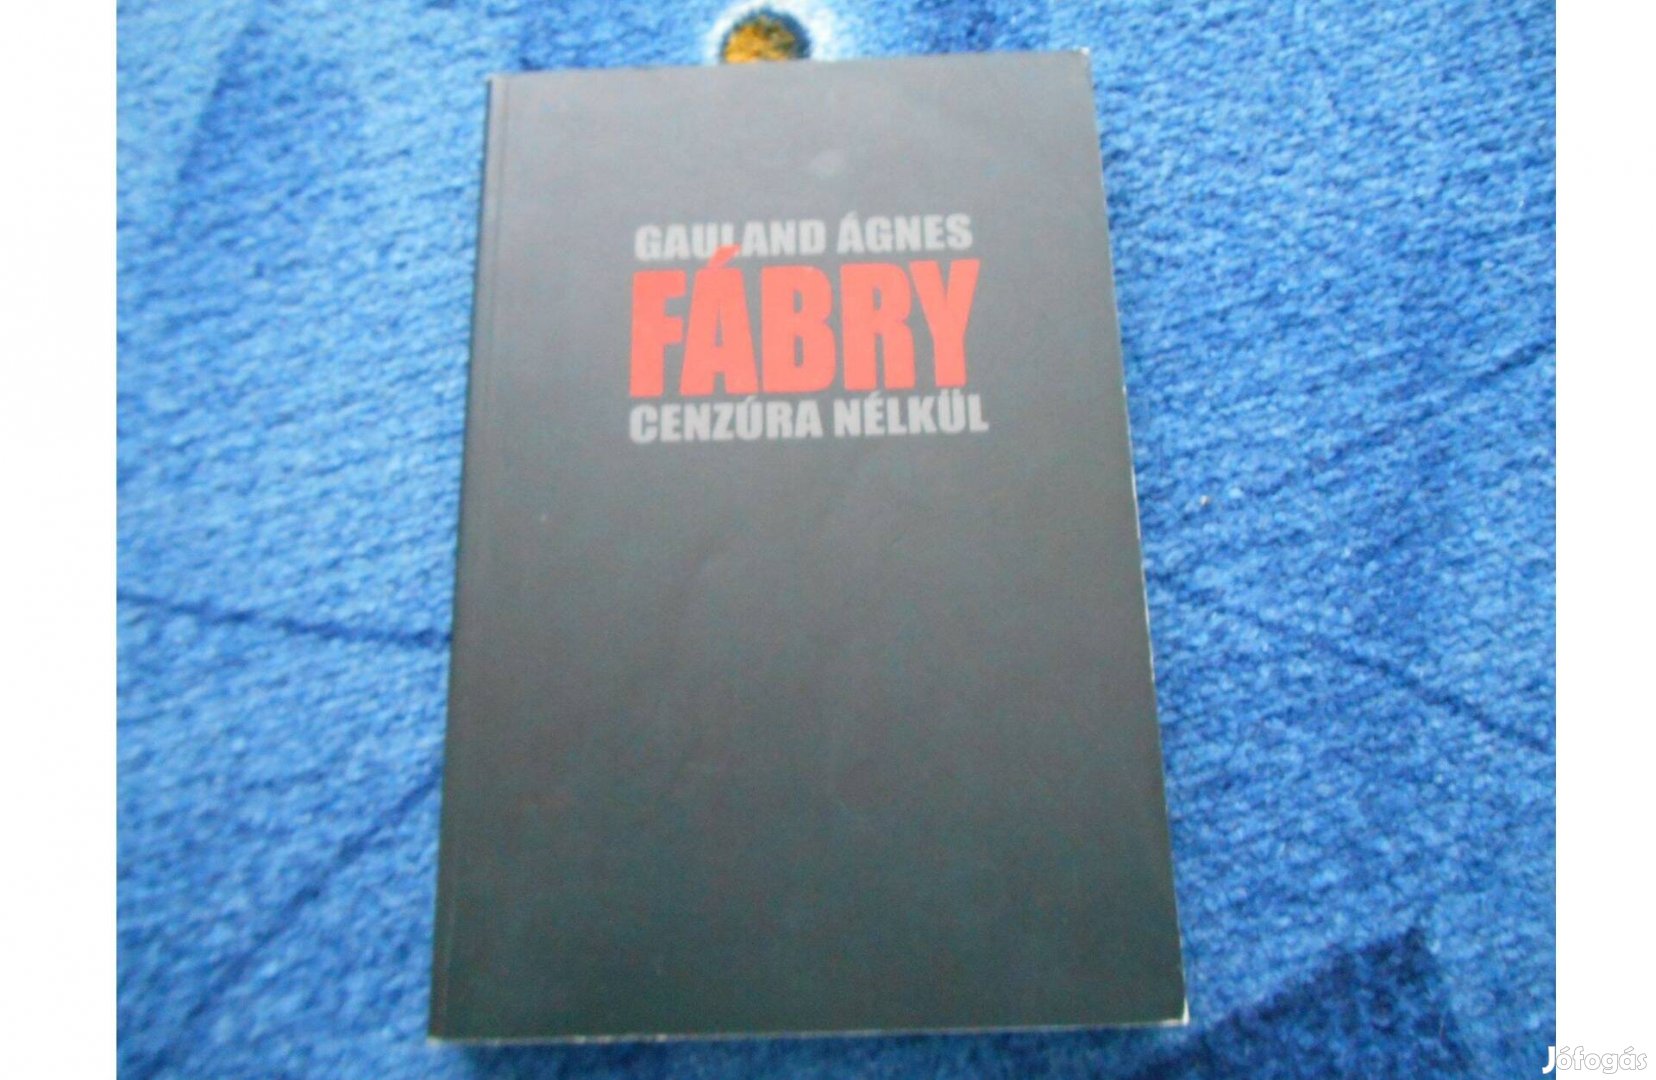 GAULAND ÁGNES
FÁBRY
CENZÚRA NÉLKÜL
Jófogás